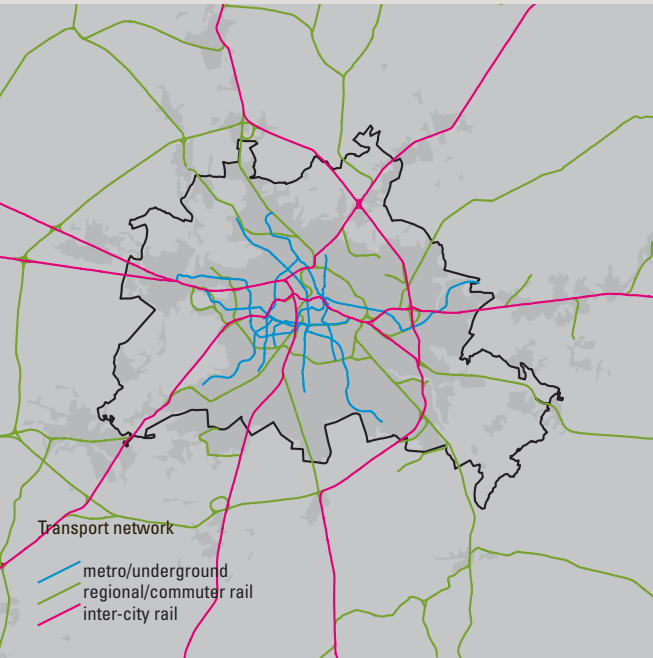 Transport network
metro/underground
regional/commuter rail
inter-city rail